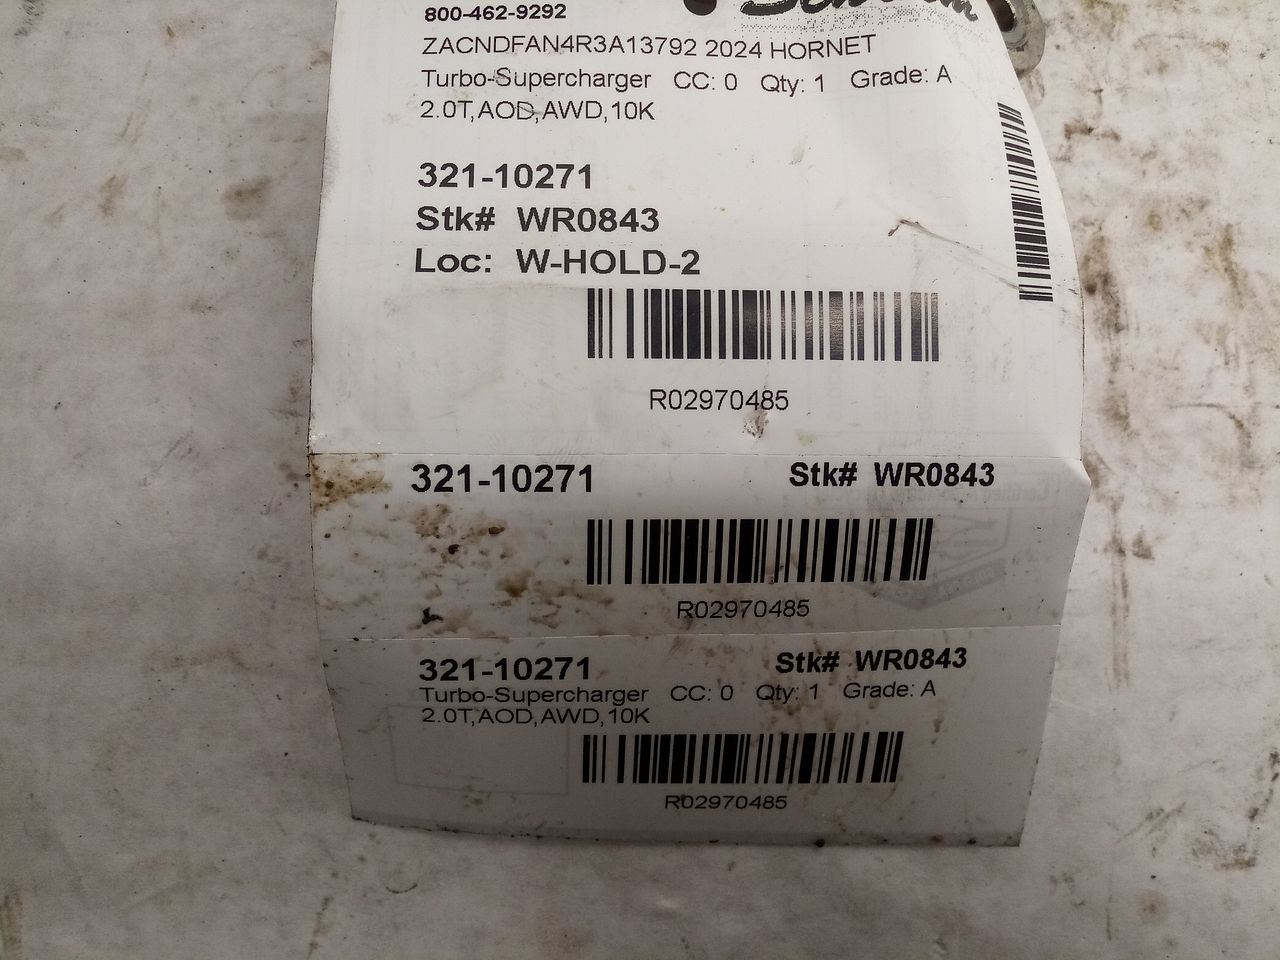 800-462-9292
ZACNDFAN4R3A13792 2024 HORNET
Turbo-Supercharger CC: 0 Qty: 1 Grade: A
2.0T,AOD,AWD,10K
321-10271
Stk# WR0843
Loc: W-HOLD-2
R02970485
321-10271 Stk# WR0843
R02970485
321-10271 Stk# WR0843
Turbo-Supercharger CC: 0 Qty: 1 Grade: A
2.0T,AOD,AWD,10K
R02970485